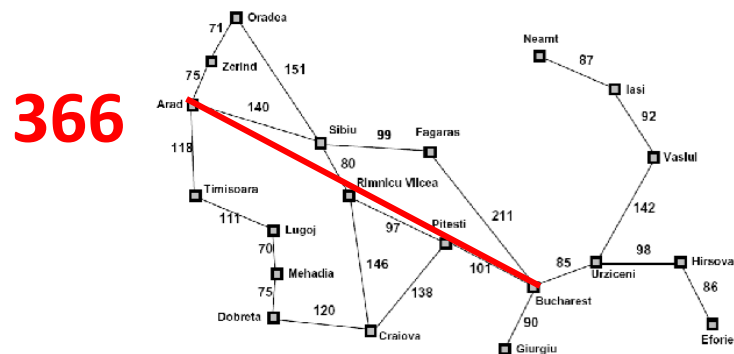 Oradea
71
Neamt
87
Zerind
75
151
Iasi
366
Arad
140
92
Sibiu
99
Fagaras
118
80
Vaslui
Rimnicu Vilcea
Timisoara
111
Lugoj
97
Pitesti
211
142
70
98
Hirsova
85
Mehadia
146
101
Urziceni
75
138
86
Bucharest
120
90
Dobreta
Craiova
Giurgiu
Eforie